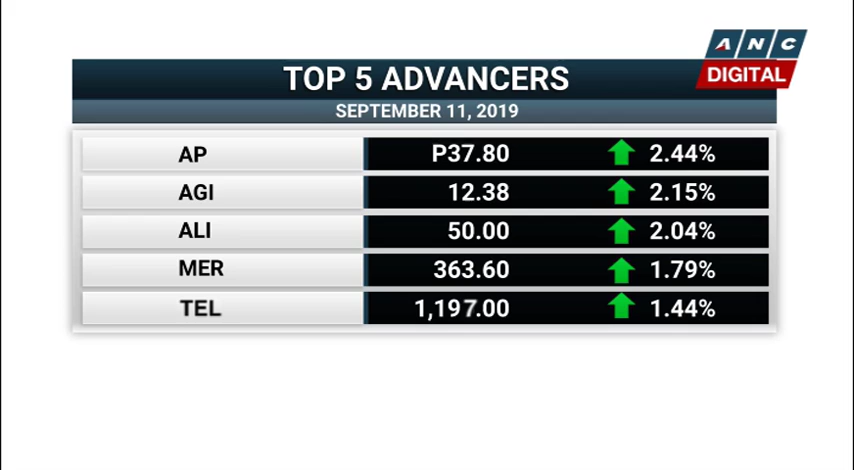 ANC
DIGITAL
TOP 5 ADVANCERS
SEPTEMBER 11, 2019
AP P37.80 2.44%
AGI 12.38 2.15%
ALI 50.00 2.04%
MER 363.60 1.79%
TEL 1,197.00 1.44%